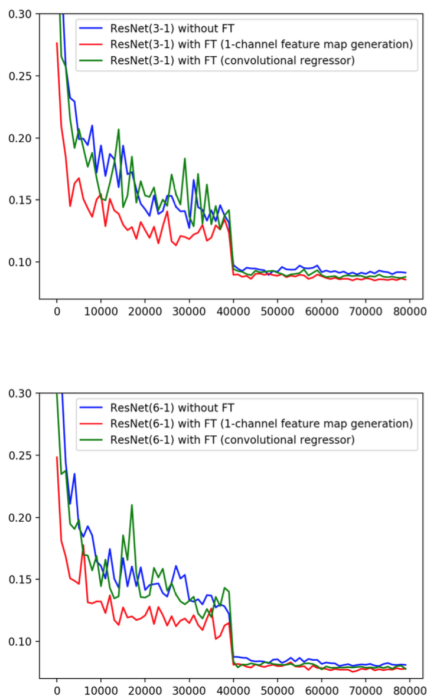 0.30
ResNet(3-1) without FT
ResNet(3-1) with FT (1-channel feature map generation)
ResNet(3-1) with FT (convolutional regressor)
0.25
0.20
0.15
0.10
0 10000 20000 30000 40000 50000 60000 70000 80000
0.30
ResNet(6-1) without FT
ResNet(6-1) with FT (1-channel feature map generation)
ResNet(6-1) with FT (convolutional regressor)
0.25
0.20
0.15
0.10
0 10000 20000 30000 40000 50000 60000 70000 80000